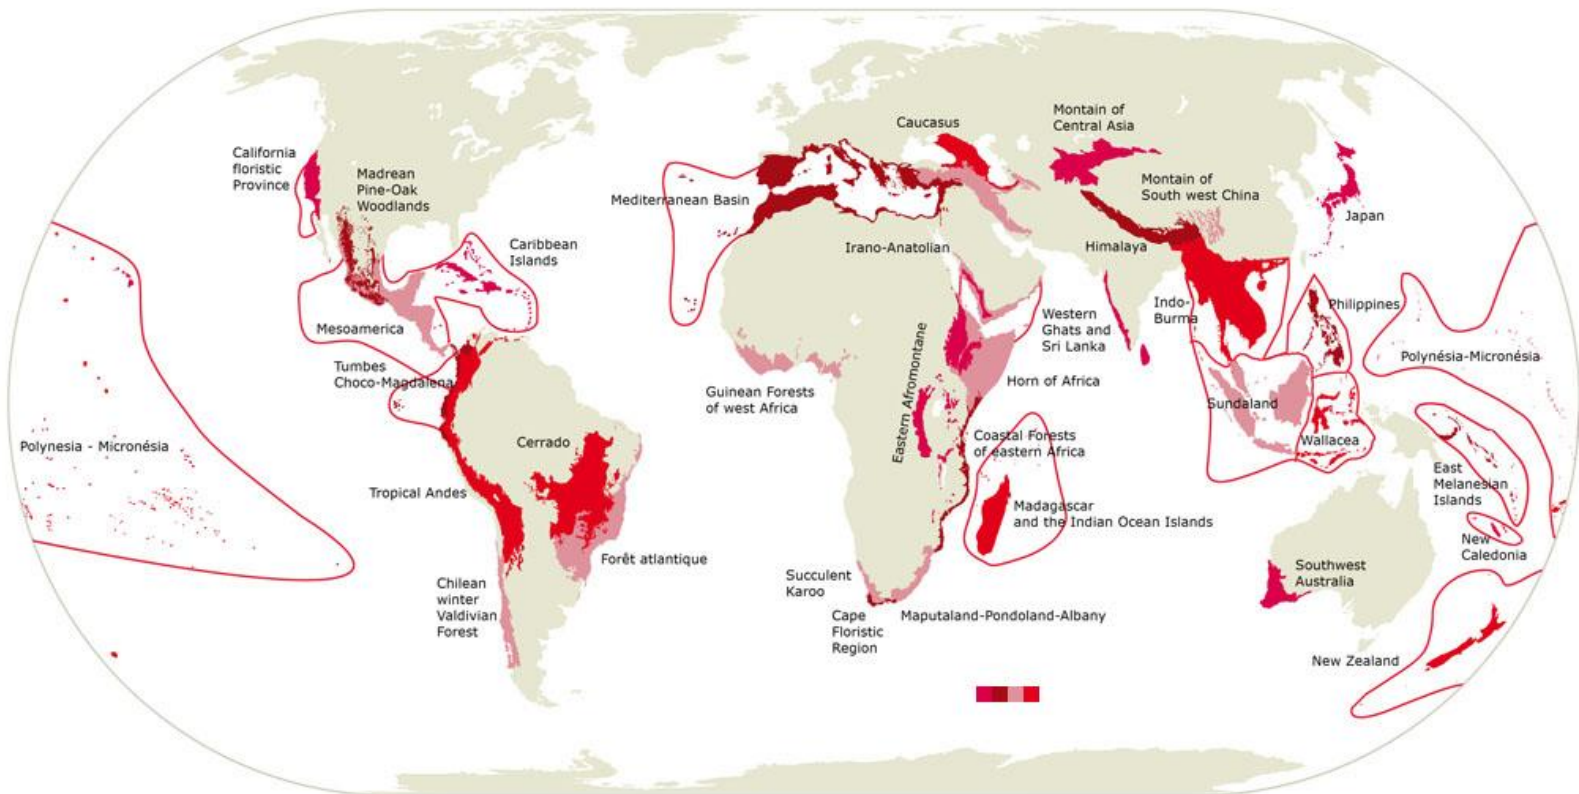 California
floristic
Province
Madrean
Pine-Oak
Woodlands
Caribbean
Islands
Mesoamerica
Tumbes
Choco-Magdalena
Polynesia - Micronésia
Cerrado
Tropical Andes
Forêt atlantique
Chilean
winter
Valdivian
Forest
Caucasus
Mediterranean Basin
Irano-Anatolian
Guinean Forests
of west Africa
Eastern Afromontane
Horn of Africa
Coastal Forests
of eastern Africa
Madagascar
and the Indian Ocean Islands
Succulent
Karoo
Cape
Floristic
Region
Maputaland-Pondoland-Albany
Montain of
Central Asia
Montain of
South west China
Himalaya
Japan
Western
Ghats and
Sri Lanka
Indo-
Burma
Philippines
Polynésia-Micronésia
Sundaland
Wallacea
East
Melanesian
Islands
New
Caledonia
Southwest
Australia
New Zealand